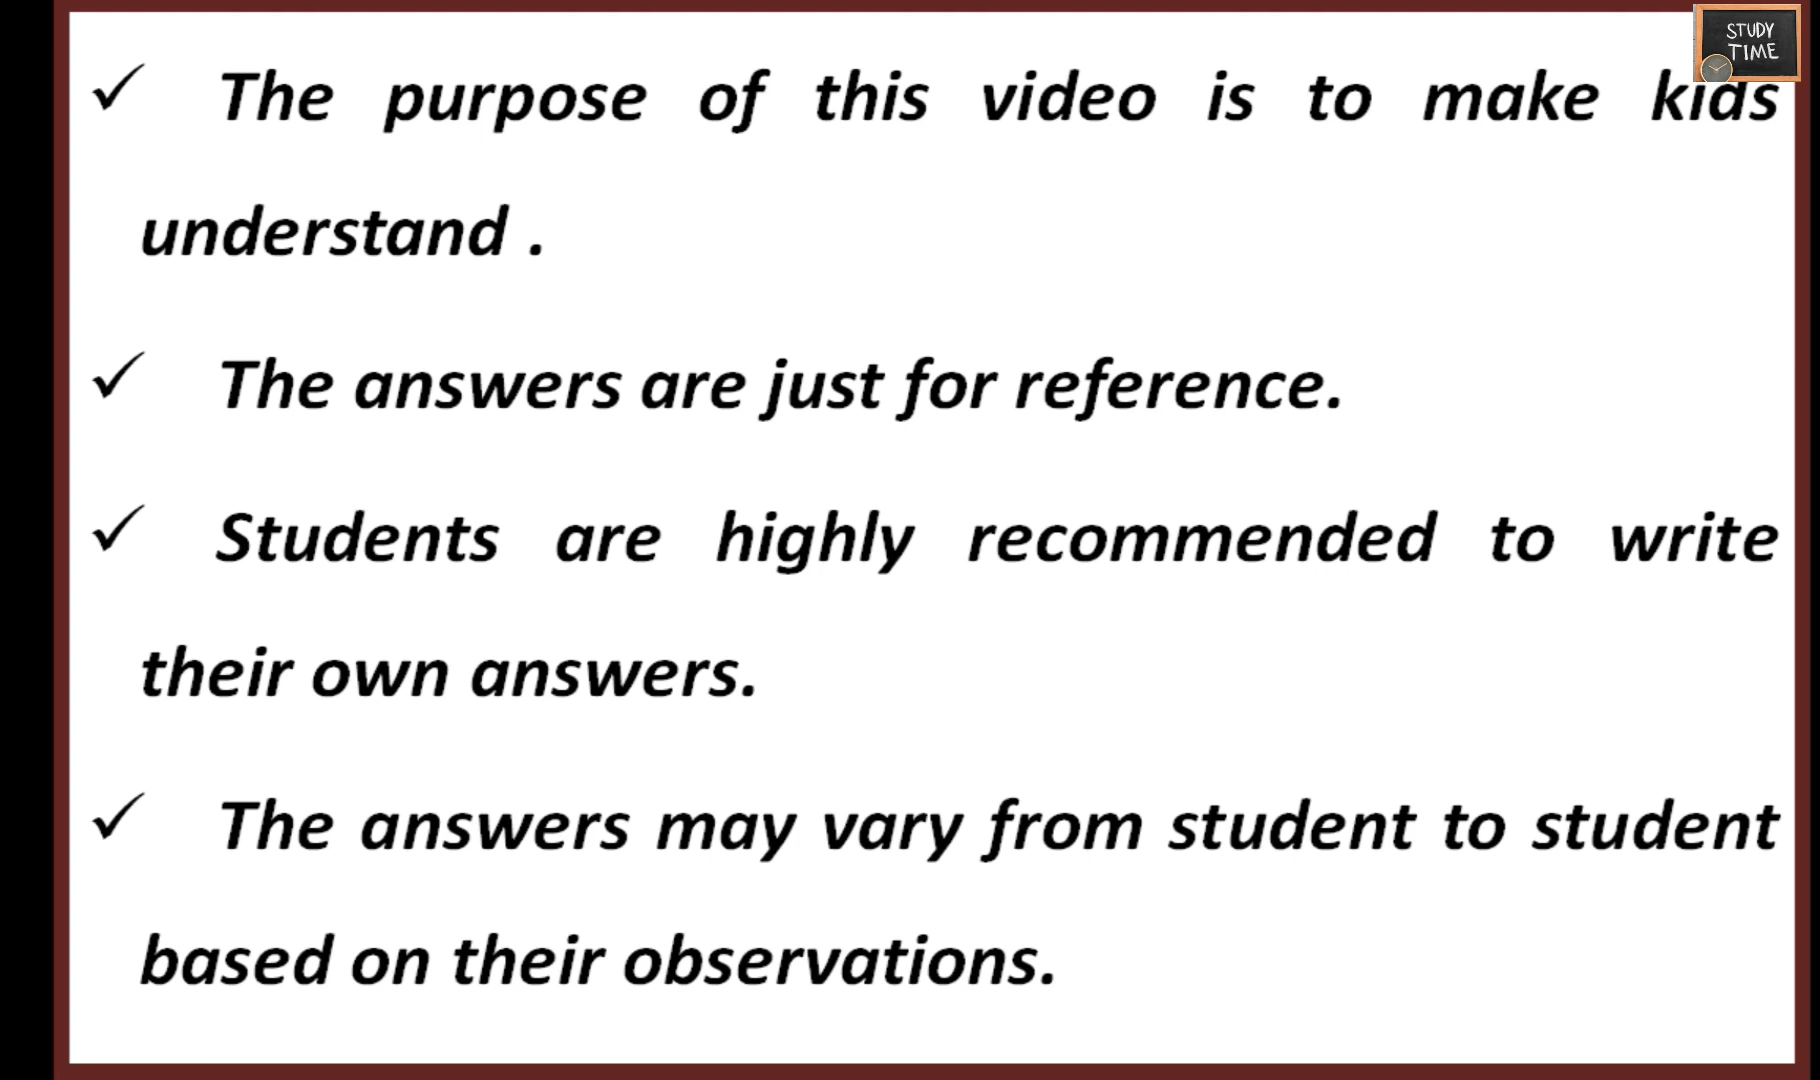 STUDY
TIME
✓ The purpose of this video is to make kids
understand .
✓ The answers are just for reference.
✓ Students are highly recommended to write
their own answers.
✓ The answers may vary from student to student
based on their observations.